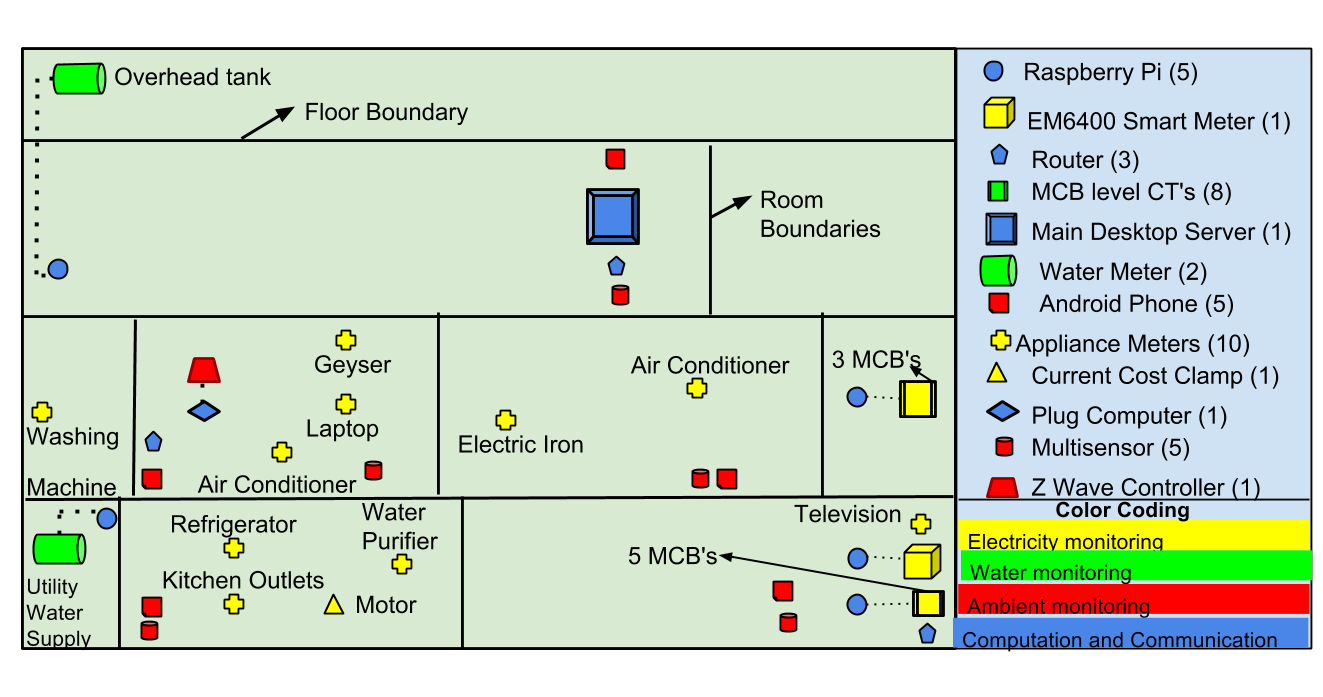 Overhead tank
Floor Boundary
Room
Boundaries
Geyser
Laptop
Air Conditioner
Washing
Machine
Air Conditioner
Electric Iron
3 MCB's
Refrigerator
Water
Purifier
Kitchen Outlets
Motor
Utility
Water
Supply
Television
5 MCB's
Raspberry Pi (5)
EM6400 Smart Meter (1)
Router (3)
MCB level CT's (8)
Main Desktop Server (1)
Water Meter (2)
Android Phone (5)
Appliance Meters (10)
Current Cost Clamp (1)
Plug Computer (1)
Multisensor (5)
Z Wave Controller (1)
Color Coding
Electricity monitoring
Water monitoring
Ambient monitoring
Computation and Communication